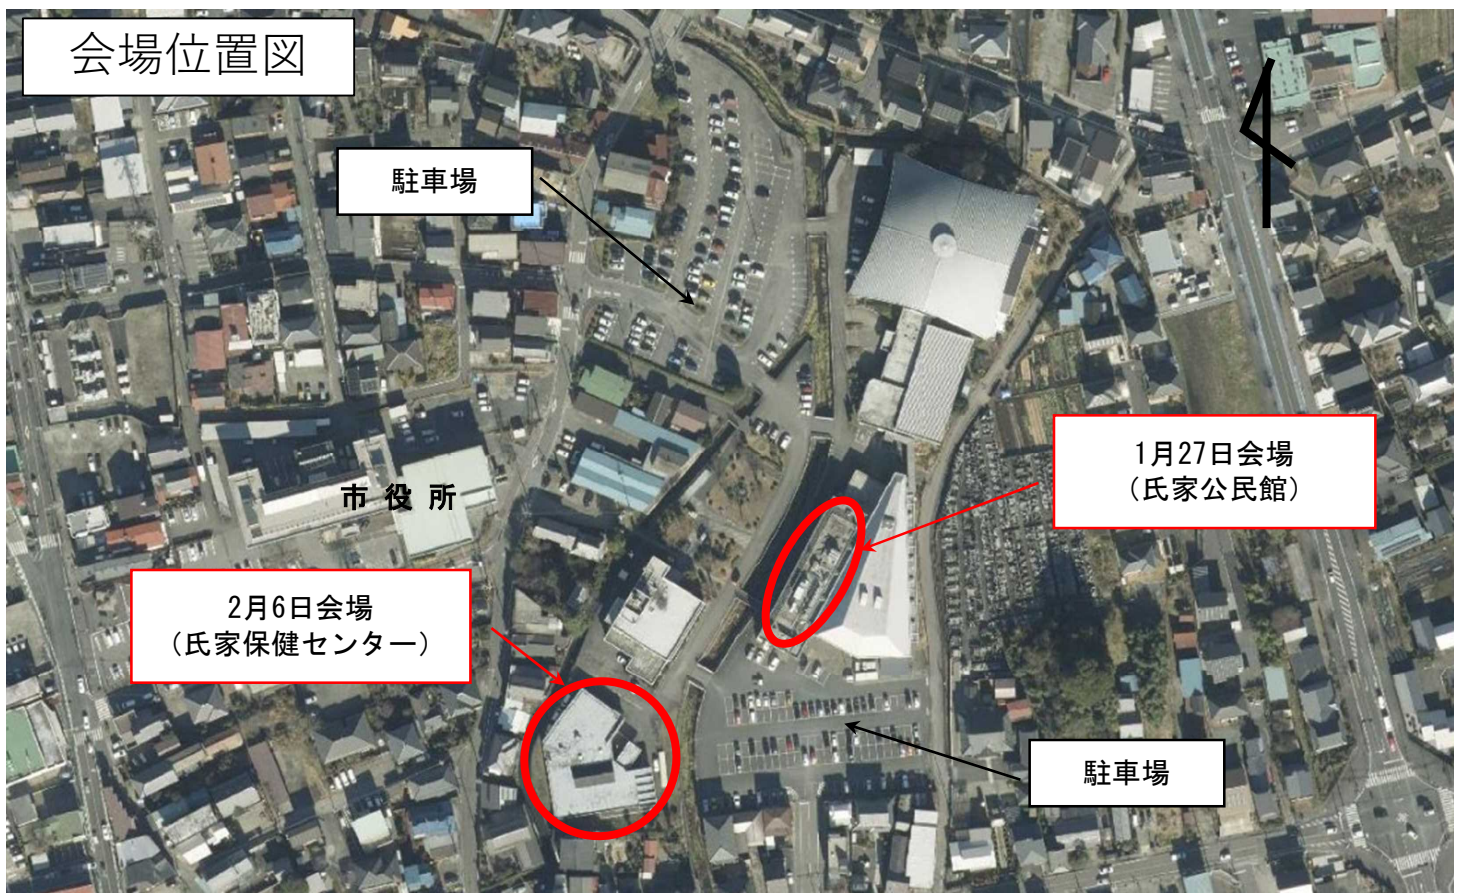 会場位置図
駐車場
1月27日会場
（氏家公民館）
市役所
2月6日会場
（氏家保健センター）
駐車場